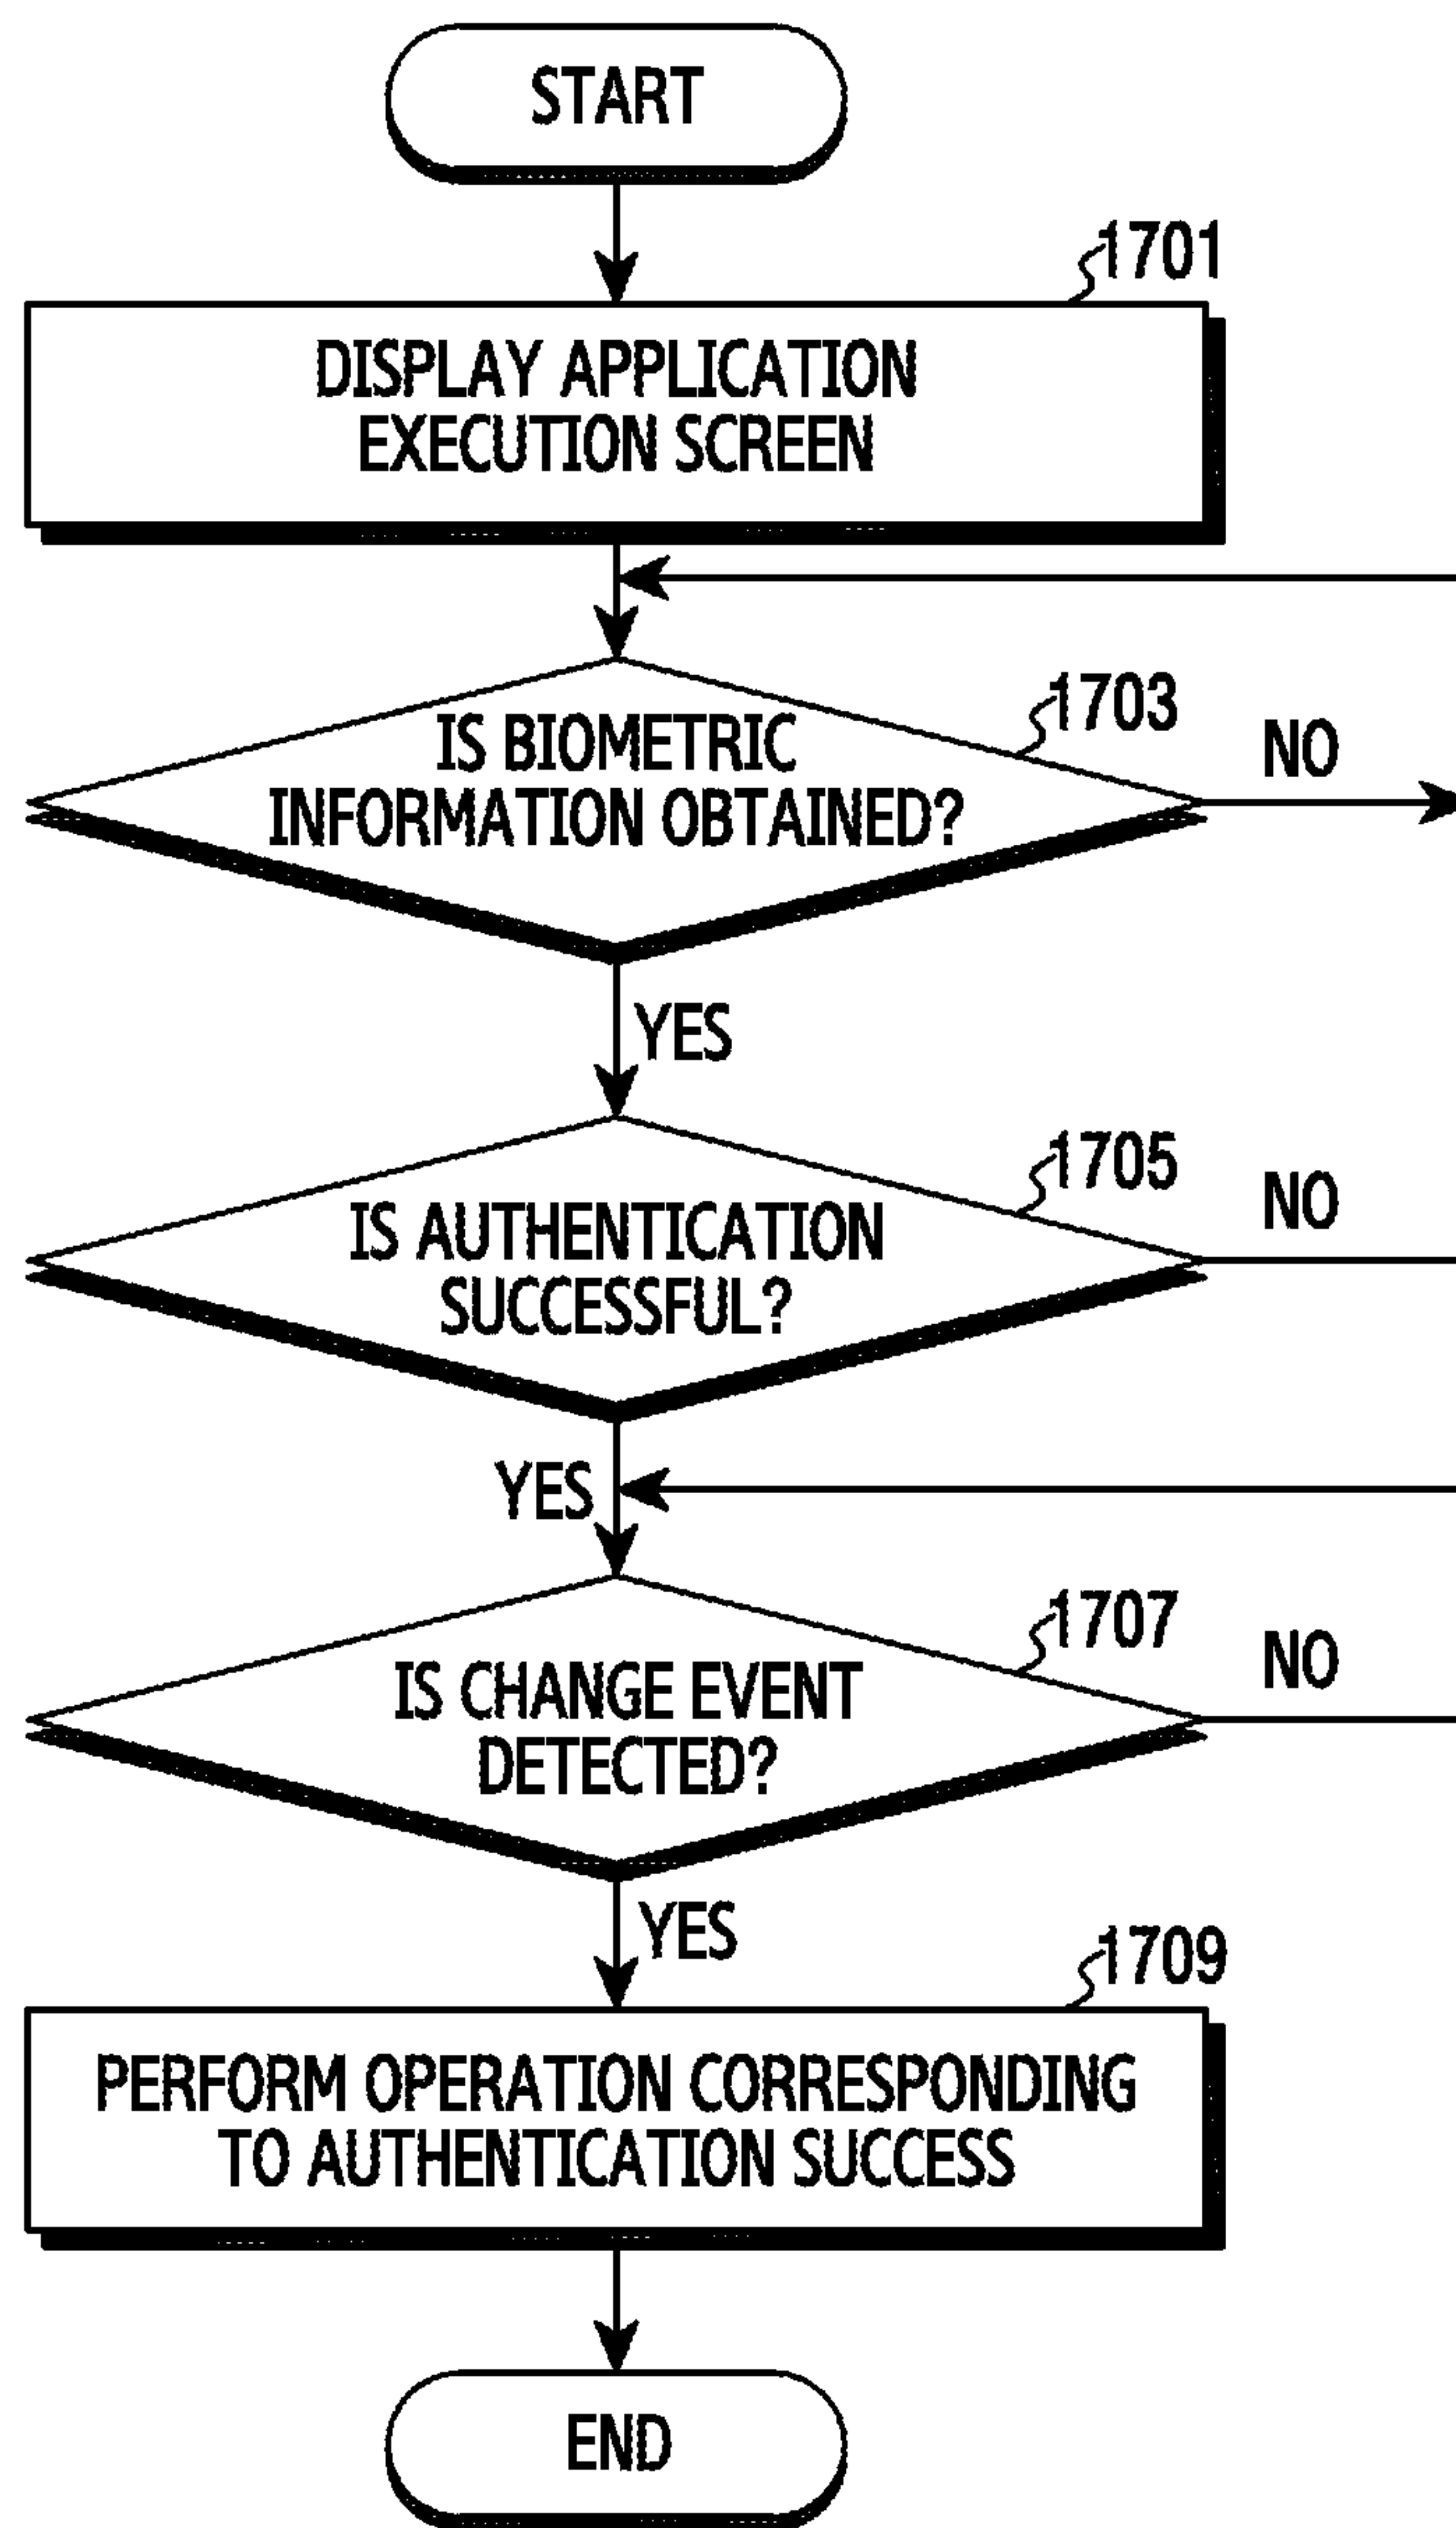 START
1701
DISPLAY APPLICATION
EXECUTION SCREEN
1703
IS BIOMETRIC
INFORMATION OBTAINED?
NO
YES
1705
IS AUTHENTICATION
SUCCESSFUL?
NO
YES
1707
IS CHANGE EVENT
DETECTED?
NO
YES
1709
PERFORM OPERATION CORRESPONDING
TO AUTHENTICATION SUCCESS
END